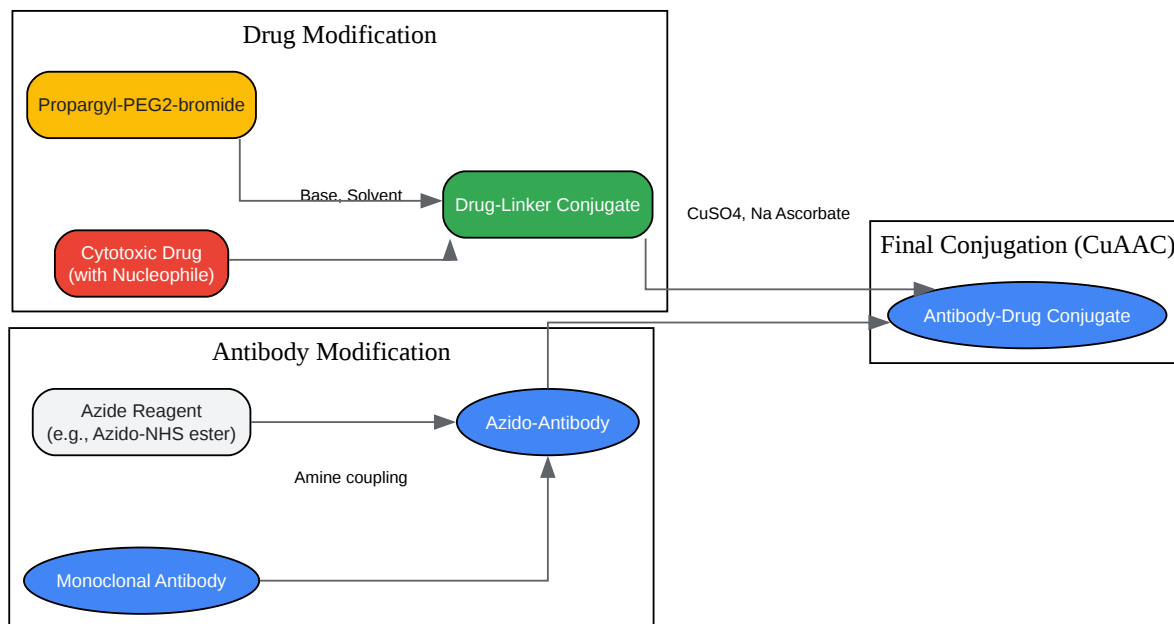 Drug Modification
Propargyl-PEG2-bromide
Base, Solvent
Drug-Linker Conjugate
Cytotoxic Drug
(with Nucleophile)
CuSO4, Na Ascorbate
Final Conjugation (CuAAC)
Antibody-Drug Conjugate
Antibody Modification
Azide Reagent
(e.g., Azido-NHS ester)
Azido-Antibody
Amine coupling
Monoclonal Antibody